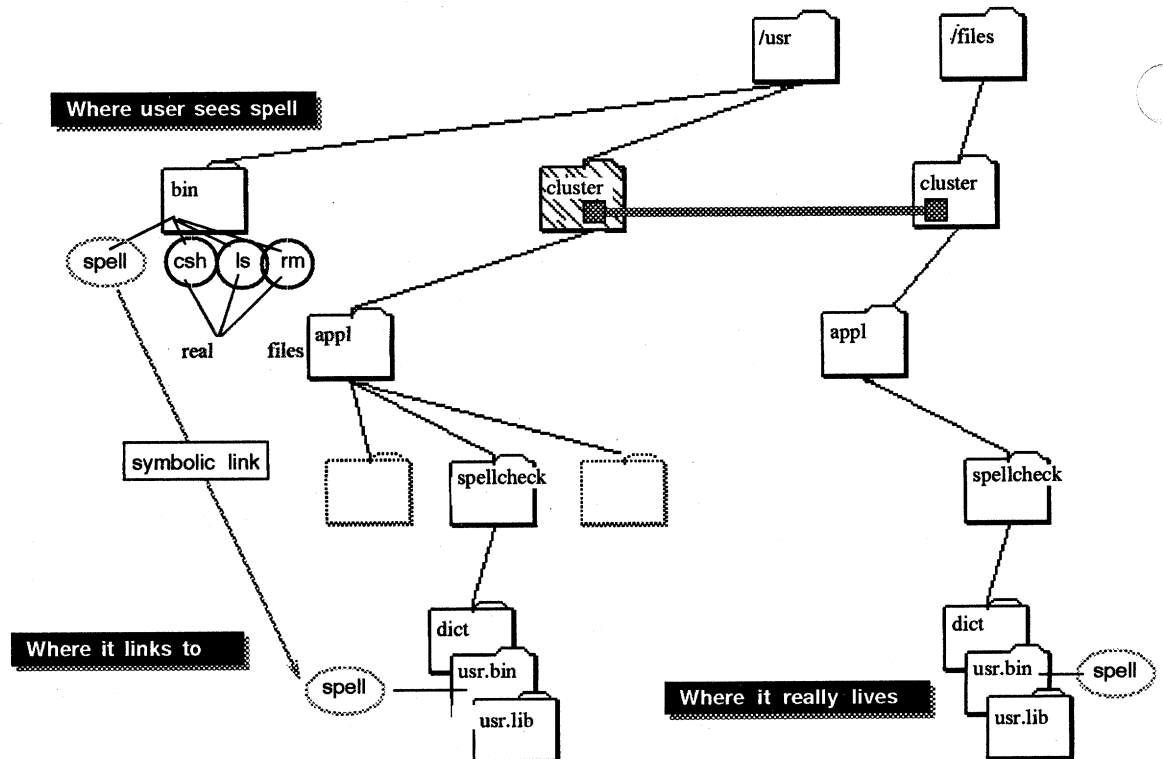 /usr
/files
Where user sees spell
bin
cluster
cluster
spell
csh
ls
rm
real files
appl
appl
symbolic link
spellcheck
spellcheck
dict
dict
Where it links to
usr.bin
usr.bin
spell
spell
Where it really lives
usr.lib
usr.lib